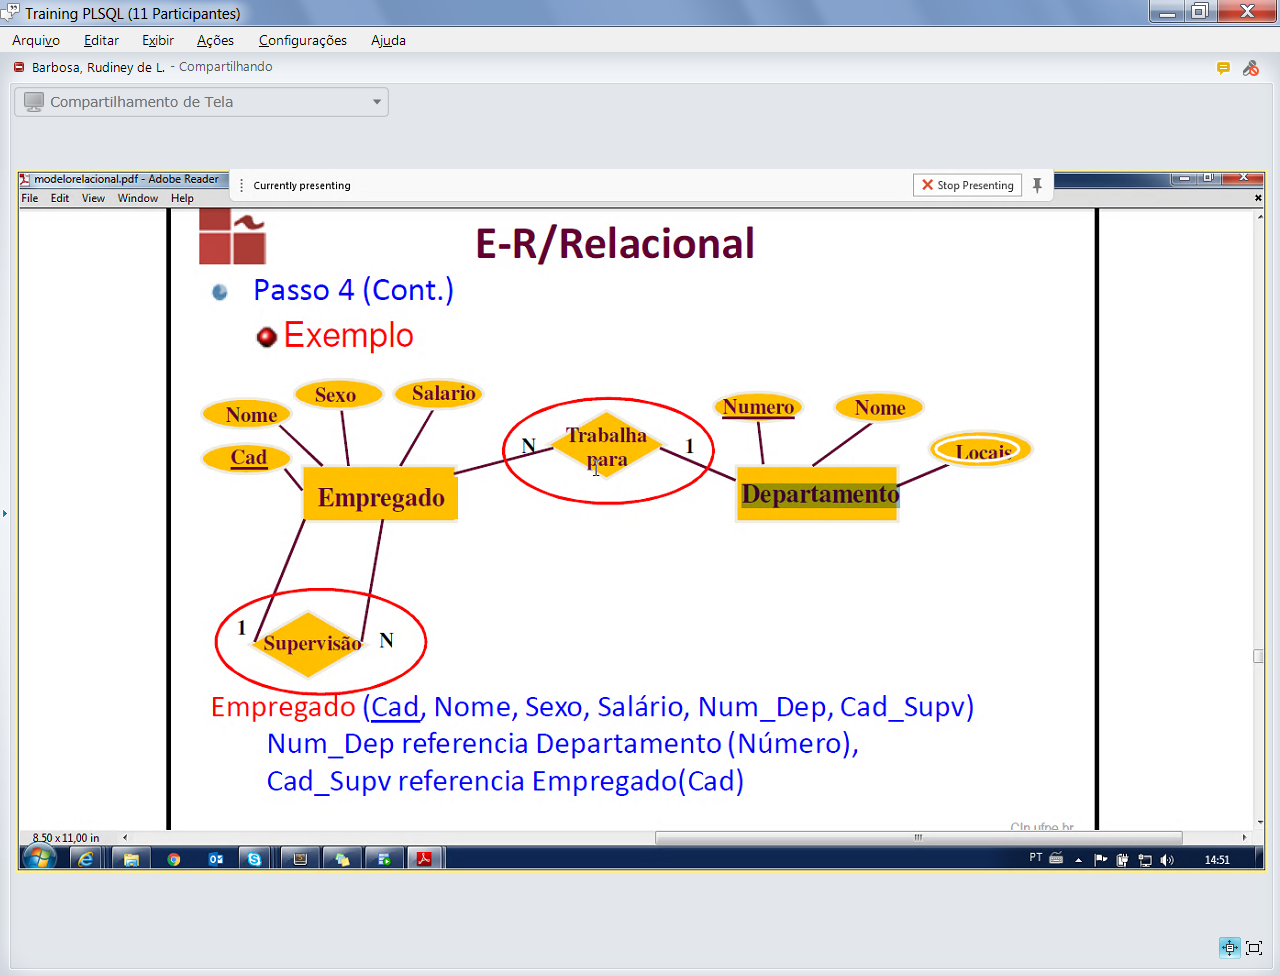 Training PLSQL (11 Participantes)
Arquivo Editar Exibir Ações Configurações Ajuda
Barbosa, Rudiney de L. - Compartilhando
Compartilhamento de Tela
modelorelacional.pdf - Adobe Reader
Currently presenting
Stop Presenting
File Edit View Window Help
E-R/Relacional
Passo 4 (Cont.)
Exemplo
Sexo
Salario
Nome
Cad
Empregado
N
Trabalha
para
1
Numero
Nome
Locais
Departamento
1
Supervisão
N
Empregado (Cad, Nome, Sexo, Salário, Num_Dep, Cad_Supv)
Num_Dep referencia Departamento (Número),
Cad_Supv referencia Empregado(Cad)
CIn.ufpe.br
8,50 x 11,00 in
PT
14:51